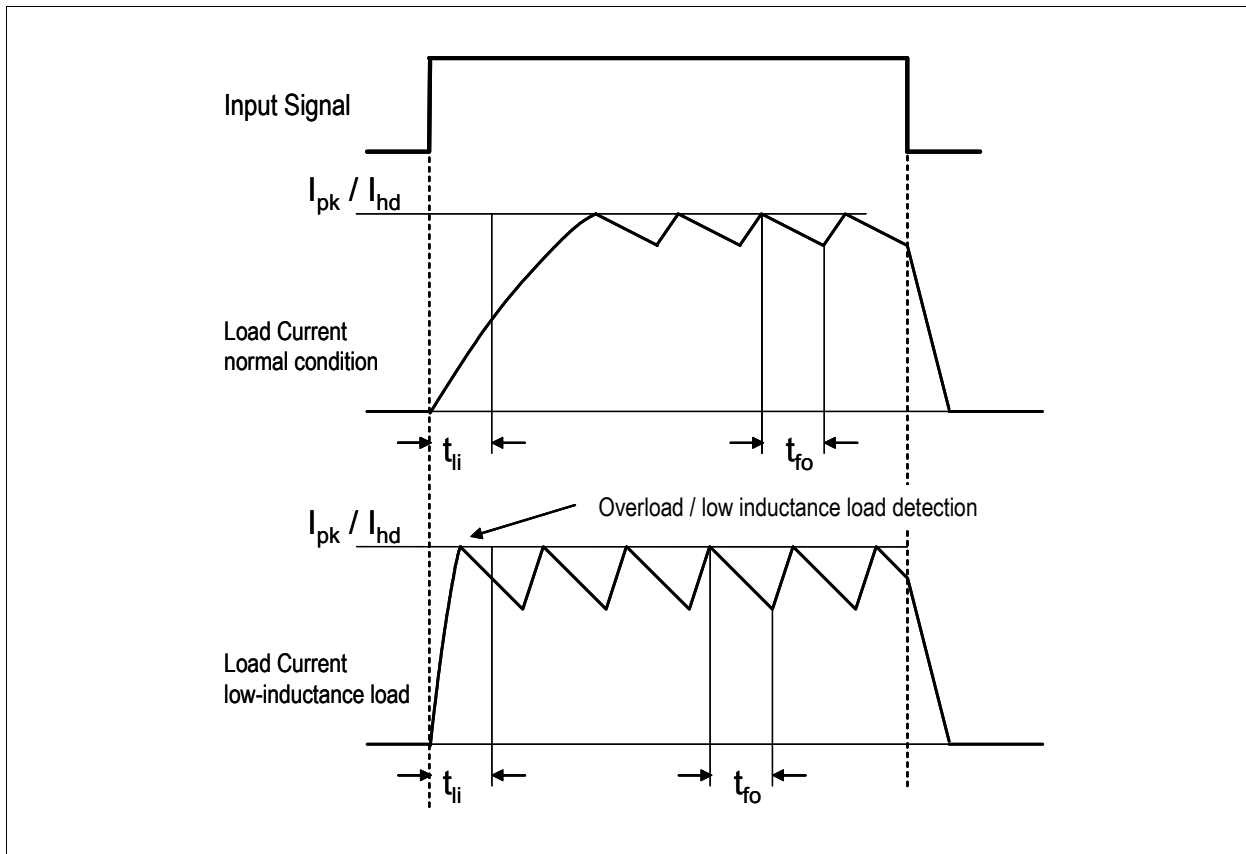 Input Signal
Ipk / Ihd
Load Current
normal condition
tli
tfo
Overload / low inductance load detection
Ipk / Ihd
Load Current
low-inductance load
tli
tfo